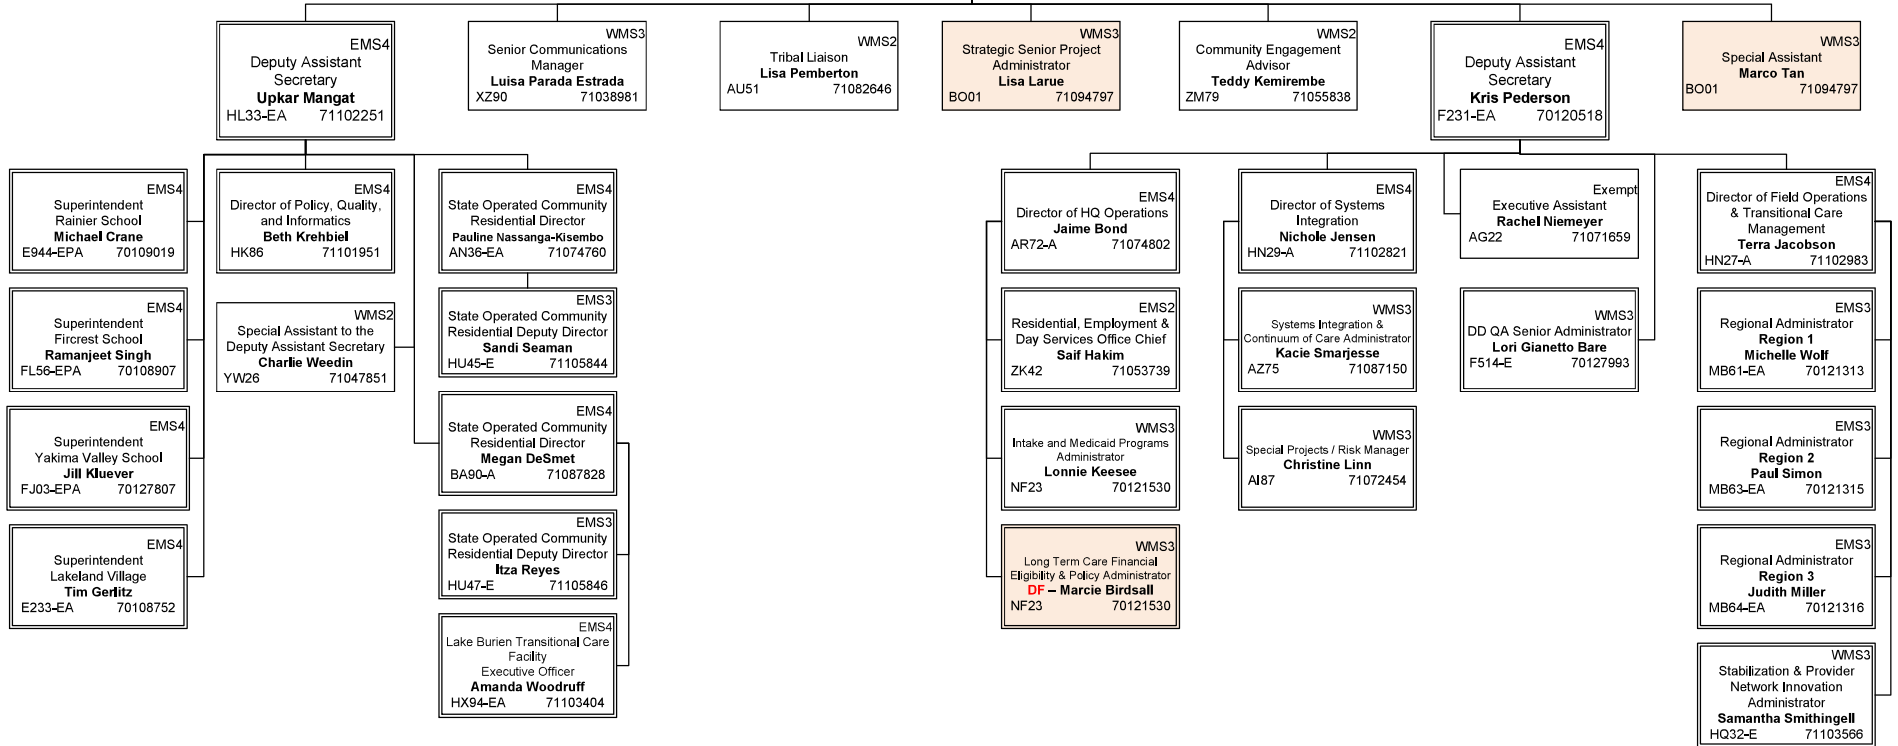 EMS4
Deputy Assistant
Secretary
Upkar Mangat
HL33-EA 71102251
WMS3
Senior Communications
Manager
Luisa Parada Estrada
XZ90 71038981
WMS2
Tribal Liaison
Lisa Pemberton
AU51 71082646
WMS3
Strategic Senior Project
Administrator
Lisa Larue
BO01 71094797
WMS2
Community Engagement
Advisor
Teddy Kemirembe
ZM79 71055838
EMS4
Deputy Assistant
Secretary
Kris Pederson
F231-EA 70120518
WMS3
Special Assistant
Marco Tan
BO01 71094797
EMS4
Superintendent
Rainier School
Michael Crane
E944-EPA 70109019
EMS4
Director of Policy, Quality,
and Informatics
Beth Krehbiel
HK86 71101951
EMS4
State Operated Community
Residential Director
Pauline Nassanga-Kisembo
AN36-EA 71074760
EMS4
Director of HQ Operations
Jaime Bond
AR72-A 71074802
EMS4
Director of Systems
Integration
Nichole Jensen
HN29-A 71102821
Exempt
Executive Assistant
Rachel Niemeyer
AG22 71071659
EMS4
Director of Field Operations
& Transitional Care
Management
Terra Jacobson
HN27-A 71102983
EMS4
Superintendent
Fircrest School
Ramanjeet Singh
FL56-EPA 70108907
WMS2
Special Assistant to the
Deputy Assistant Secretary
Charlie Weedin
YW26 71047851
EMS3
State Operated Community
Residential Deputy Director
Sandi Seaman
HU45-E 71105844
EMS2
Residential, Employment &
Day Services Office Chief
Saif Hakim
ZK42 71053739
WMS3
Systems Integration &
Continuum of Care Administrator
Kacie Smarjesse
AZ75 71087150
WMS3
DD QA Senior Administrator
Lori Gianetto Bare
F514-E 70127993
EMS3
Regional Administrator
Region 1
Michelle Wolf
MB61-EA 70121313
EMS4
Superintendent
Yakima Valley School
Jill Kluever
FJ03-EPA 70127807
EMS4
State Operated Community
Residential Director
Megan DeSmet
BA90-A 71087828
WMS3
Intake and Medicaid Programs
Administrator
Lonnie Keesee
NF23 70121530
WMS3
Special Projects / Risk Manager
Christine Linn
AI87 71072454
EMS3
Regional Administrator
Region 2
Paul Simon
MB63-EA 70121315
EMS4
Superintendent
Lakeland Village
Tim Gerlitz
E233-EA 70108752
EMS3
State Operated Community
Residential Deputy Director
Itza Reyes
HU47-E 71105846
WMS3
Long Term Care Financial
Eligibility & Policy Administrator
DF – Marcie Birdsall
NF23 70121530
EMS3
Regional Administrator
Region 3
Judith Miller
MB64-EA 70121316
EMS4
Lake Burien Transitional Care
Facility
Executive Officer
Amanda Woodruff
HX94-EA 71103404
WMS3
Stabilization & Provider
Network Innovation
Administrator
Samantha Smithingell
HQ32-E 71103566